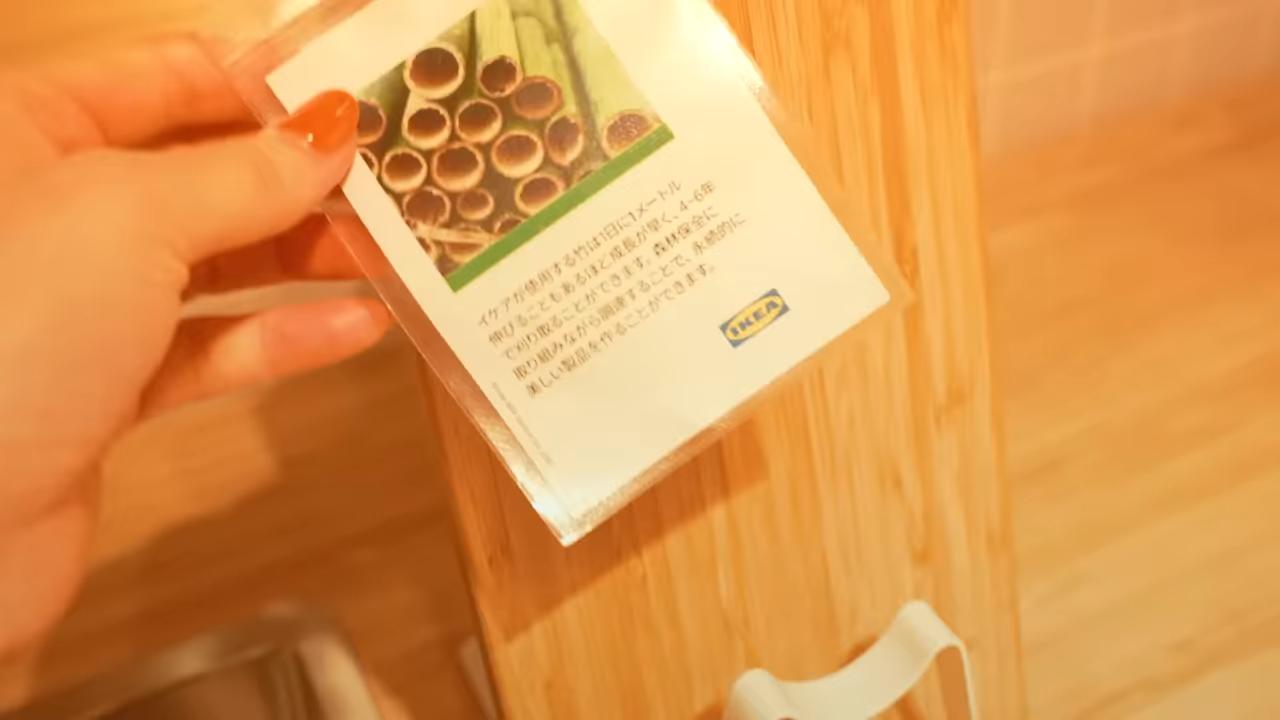 イケアが使用する竹は1日に1メートル
伸びることもあるほど成長が早く、4-6年
で刈り取ることができます。森林保全に
取り組みながら調達することで、永続的に
美しい製品を作ることができます。
IKEA